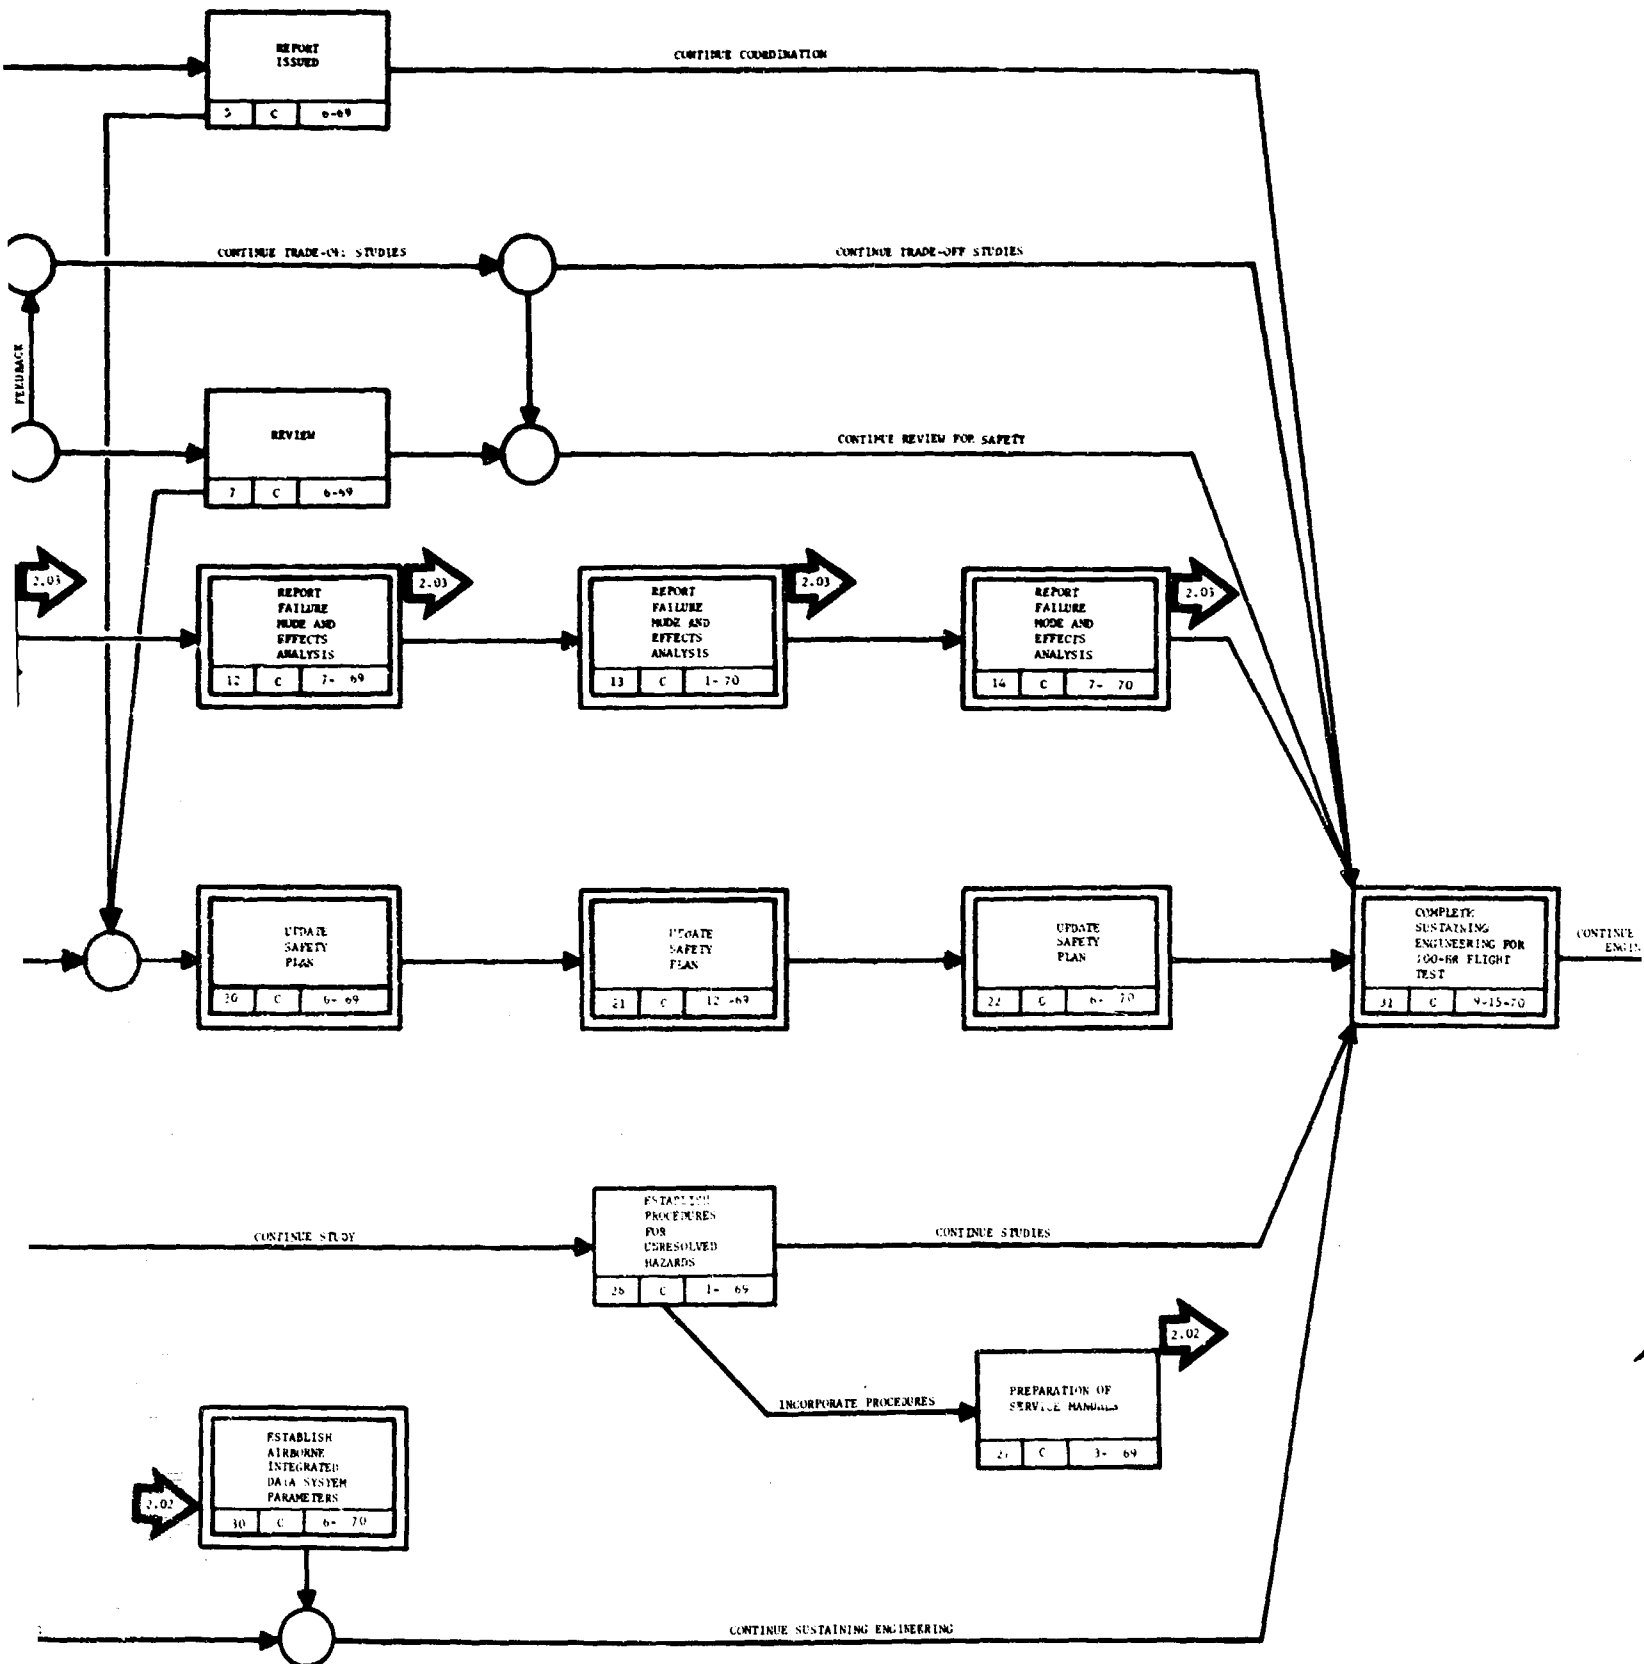 REPORT
ISSUED
5 C 6-69
CONTINUE COORDINATION
CONTINUE TRADE-OFF STUDIES
CONTINUE TRADE-OFF STUDIES
FEEDBACK
REVIEW
7 C 6-69
CONTINUE REVIEW FOR SAFETY
2.03
REPORT
FAILURE
MODE AND
EFFECTS
ANALYSIS
12 C 7- 69
2.03
REPORT
FAILURE
MODE AND
EFFECTS
ANALYSIS
13 C 1- 70
2.03
REPORT
FAILURE
MODE AND
EFFECTS
ANALYSIS
14 C 7- 70
2.03
UPDATE
SAFETY
PLAN
20 C 6- 69
UPDATE
SAFETY
PLAN
21 C 12 -69
UPDATE
SAFETY
PLAN
22 C 6- 70
COMPLETE
SUSTAINING
ENGINEERING FOR
100-HR FLIGHT
TEST
31 C 9-15-70
CONTINUE
ENGIN
CONTINUE STUDY
ESTABLISH
PROCEDURES
FOR
UNRESOLVED
HAZARDS
C 1- 69
CONTINUE STUDIES
INCORPORATE PROCEDURES
2.02
PREPARATION OF
SERVICE MANUALS
C 3- 69
2.02
ESTABLISH
AIRBORNE
INTEGRATED
DATA SYSTEM
PARAMETERS
30 C 6- 70
CONTINUE SUSTAINING ENGINEERING